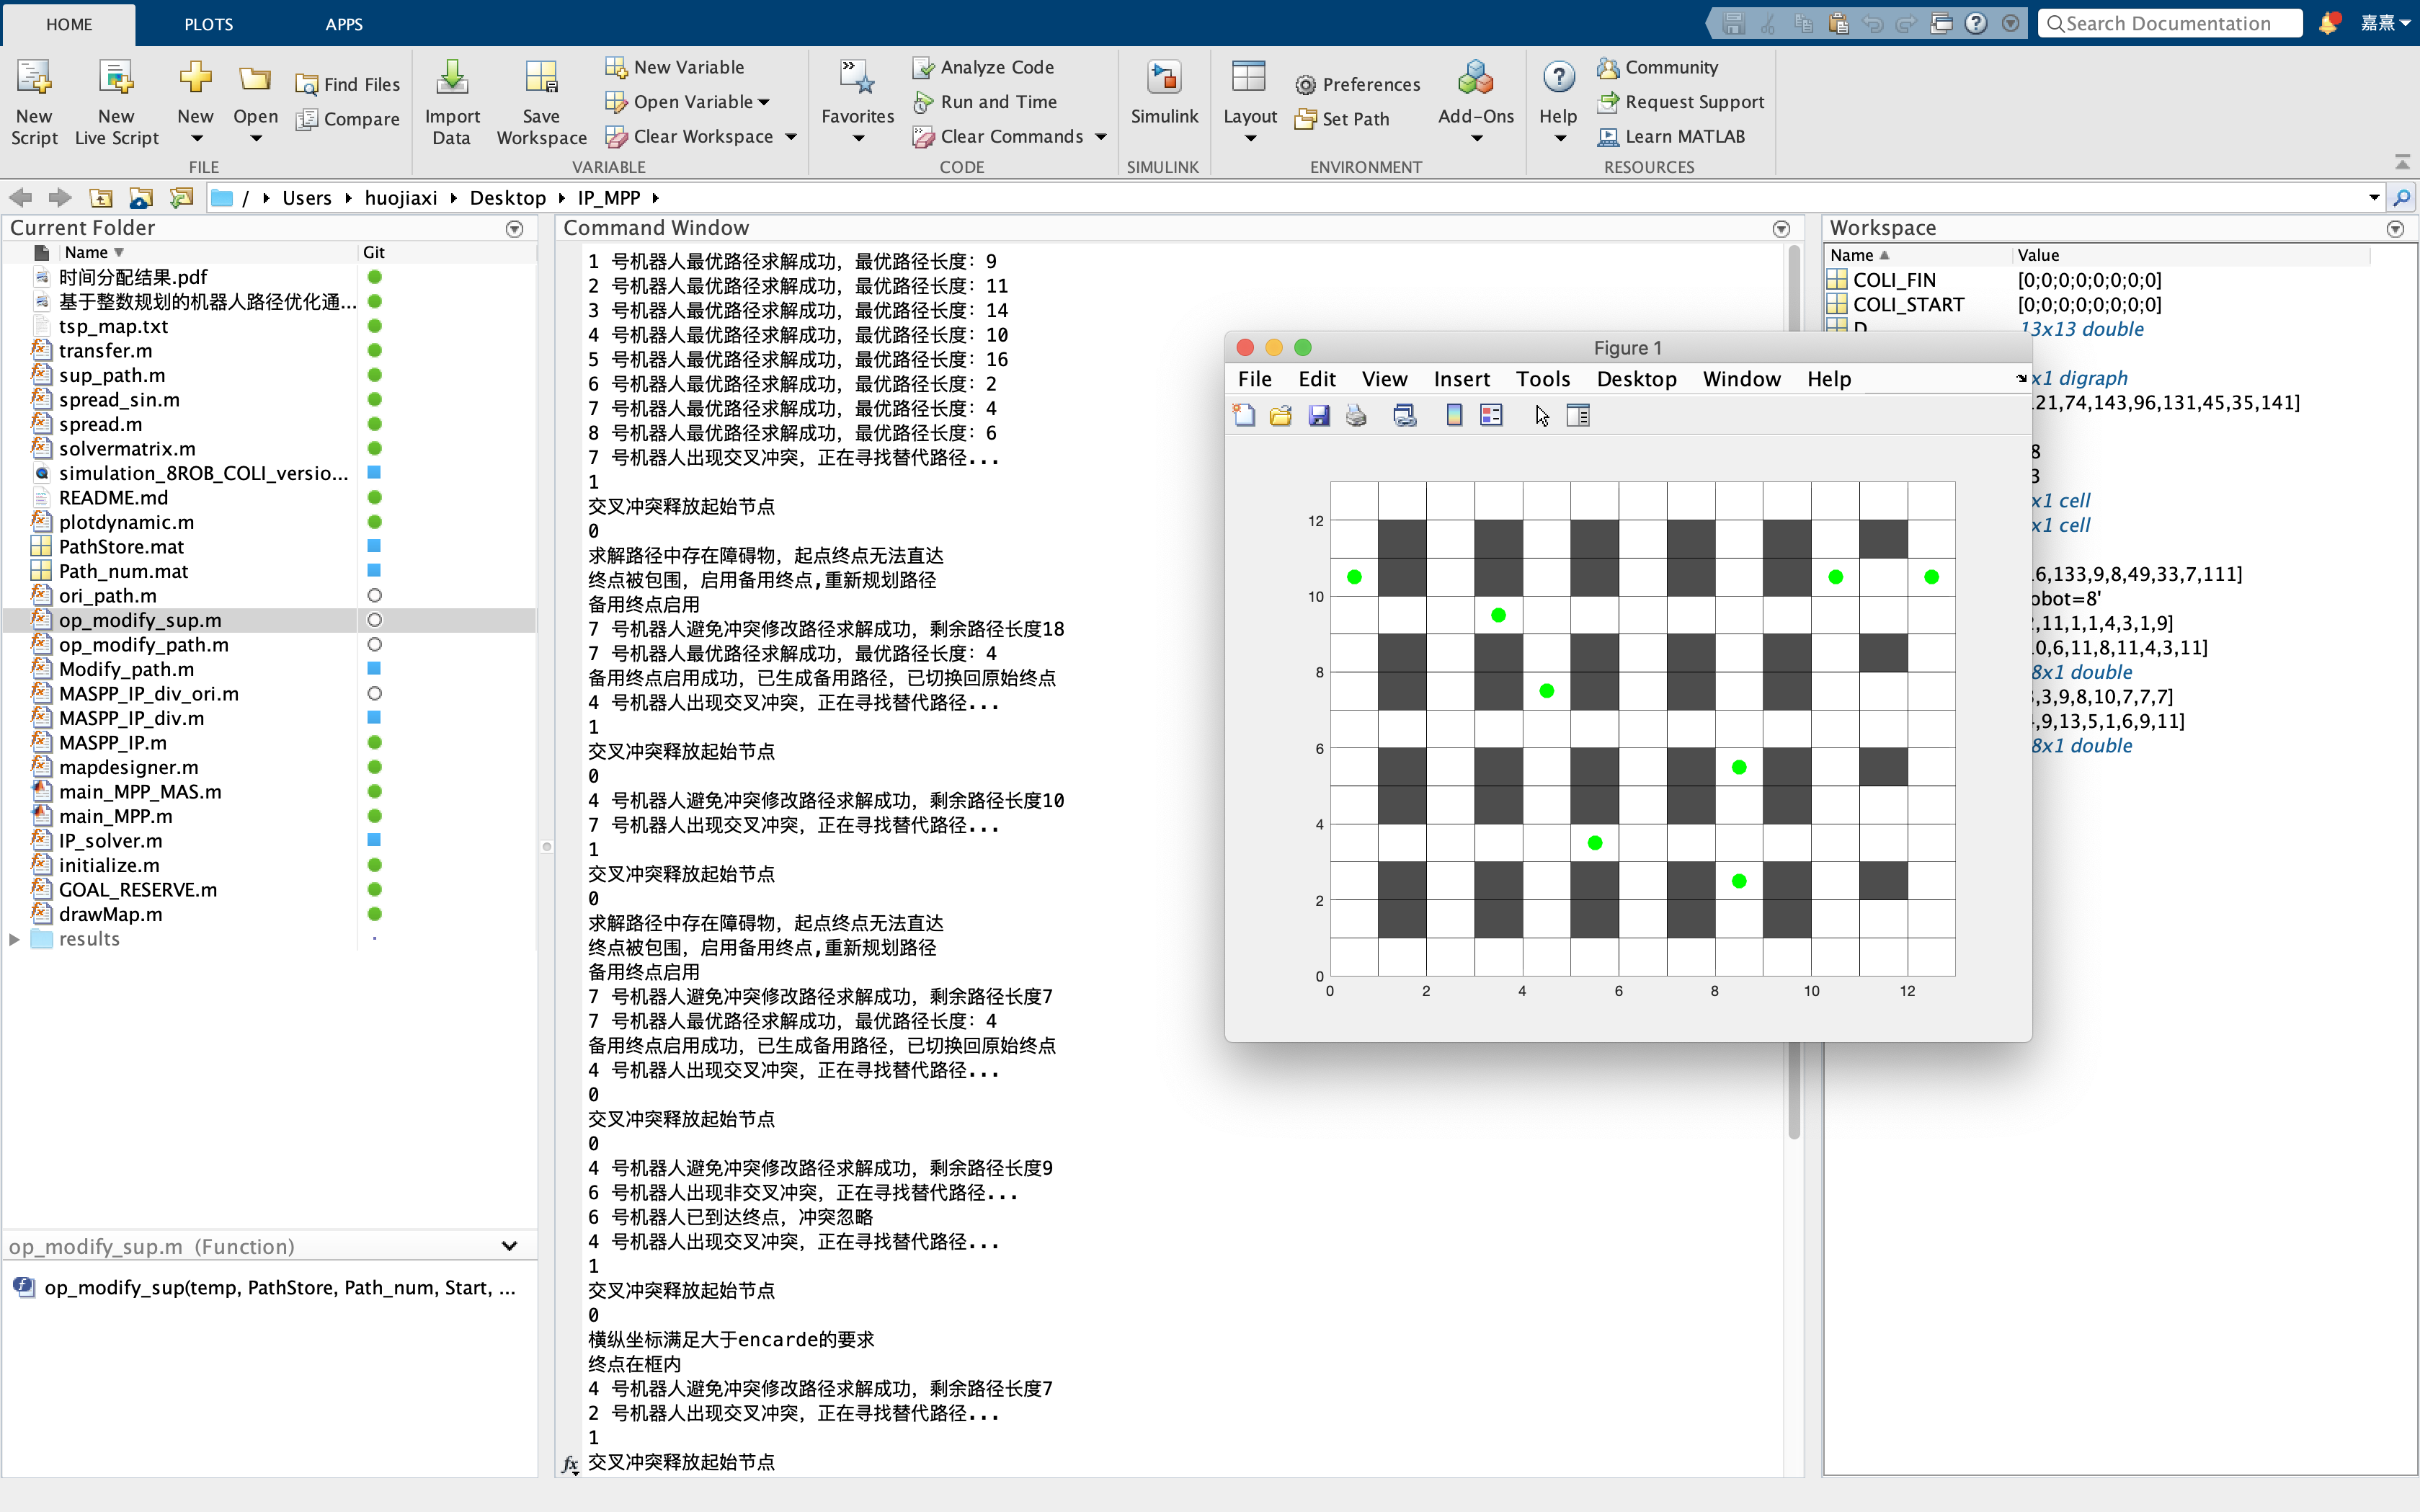 HOME PLOTS APPS
Search Documentation 嘉熹
New Script
New Live Script
New
Open
Find Files
Compare
FILE
Import Data
Save Workspace
New Variable
Open Variable
Clear Workspace
VARIABLE
Favorites
Analyze Code
Run and Time
Clear Commands
CODE
Simulink
SIMULINK
Layout
Preferences
Set Path
Add-Ons
ENVIRONMENT
Help
Community
Request Support
Learn MATLAB
RESOURCES
/ Users huojiaxi Desktop IP_MPP
Current Folder
Name Git
时间分配结果.pdf
基于整数规划的机器人路径优化通...
tsp_map.txt
transfer.m
sup_path.m
spread_sin.m
spread.m
solvermatrix.m
simulation_8ROB_COLI_versio...
README.md
plotdynamic.m
PathStore.mat
Path_num.mat
ori_path.m
op_modify_sup.m
op_modify_path.m
Modify_path.m
MASPP_IP_div_ori.m
MASPP_IP_div.m
MASPP_IP.m
mapdesigner.m
main_MPP_MAS.m
main_MPP.m
IP_solver.m
initialize.m
GOAL_RESERVE.m
drawMap.m
results
op_modify_sup.m (Function)
op_modify_sup(temp, PathStore, Path_num, Start, ...
Command Window
1 号机器人最优路径求解成功，最优路径长度：9
2 号机器人最优路径求解成功，最优路径长度：11
3 号机器人最优路径求解成功，最优路径长度：14
4 号机器人最优路径求解成功，最优路径长度：10
5 号机器人最优路径求解成功，最优路径长度：16
6 号机器人最优路径求解成功，最优路径长度：2
7 号机器人最优路径求解成功，最优路径长度：4
8 号机器人最优路径求解成功，最优路径长度：6
7 号机器人出现交叉冲突，正在寻找替代路径...
1
交叉冲突释放起始节点
0
求解路径中存在障碍物，起点终点无法直达
终点被包围，启用备用终点,重新规划路径
备用终点启用
7 号机器人避免冲突修改路径求解成功，剩余路径长度18
7 号机器人最优路径求解成功，最优路径长度：4
备用终点启用成功，已生成备用路径，已切换回原始终点
4 号机器人出现交叉冲突，正在寻找替代路径...
1
交叉冲突释放起始节点
0
4 号机器人避免冲突修改路径求解成功，剩余路径长度10
7 号机器人出现交叉冲突，正在寻找替代路径...
1
交叉冲突释放起始节点
0
求解路径中存在障碍物，起点终点无法直达
终点被包围，启用备用终点,重新规划路径
备用终点启用
7 号机器人避免冲突修改路径求解成功，剩余路径长度7
7 号机器人最优路径求解成功，最优路径长度：4
备用终点启用成功，已生成备用路径，已切换回原始终点
4 号机器人出现交叉冲突，正在寻找替代路径...
0
交叉冲突释放起始节点
0
4 号机器人避免冲突修改路径求解成功，剩余路径长度9
6 号机器人出现非交叉冲突，正在寻找替代路径...
6 号机器人已到达终点，冲突忽略
4 号机器人出现交叉冲突，正在寻找替代路径...
1
交叉冲突释放起始节点
0
横纵坐标满足大于encarde的要求
终点在框内
4 号机器人避免冲突修改路径求解成功，剩余路径长度7
2 号机器人出现交叉冲突，正在寻找替代路径...
1
fx 交叉冲突释放起始节点
Figure 1
File Edit View Insert Tools Desktop Window Help
12
10
8
6
4
2
0
0 2 4 6 8 10 12
Workspace
Name Value
COLI_FIN [0;0;0;0;0;0;0;0]
COLI_START [0;0;0;0;0;0;0;0]
D 13x13 double
x1 digraph
21,74,143,96,131,45,35,141]
8
3
x1 cell
x1 cell
6,133,9,8,49,33,7,111]
obot=8'
,11,1,1,4,3,1,9]
0,6,11,8,11,4,3,11]
8x1 double
,3,9,8,10,7,7,7]
,9,13,5,1,6,9,11]
8x1 double